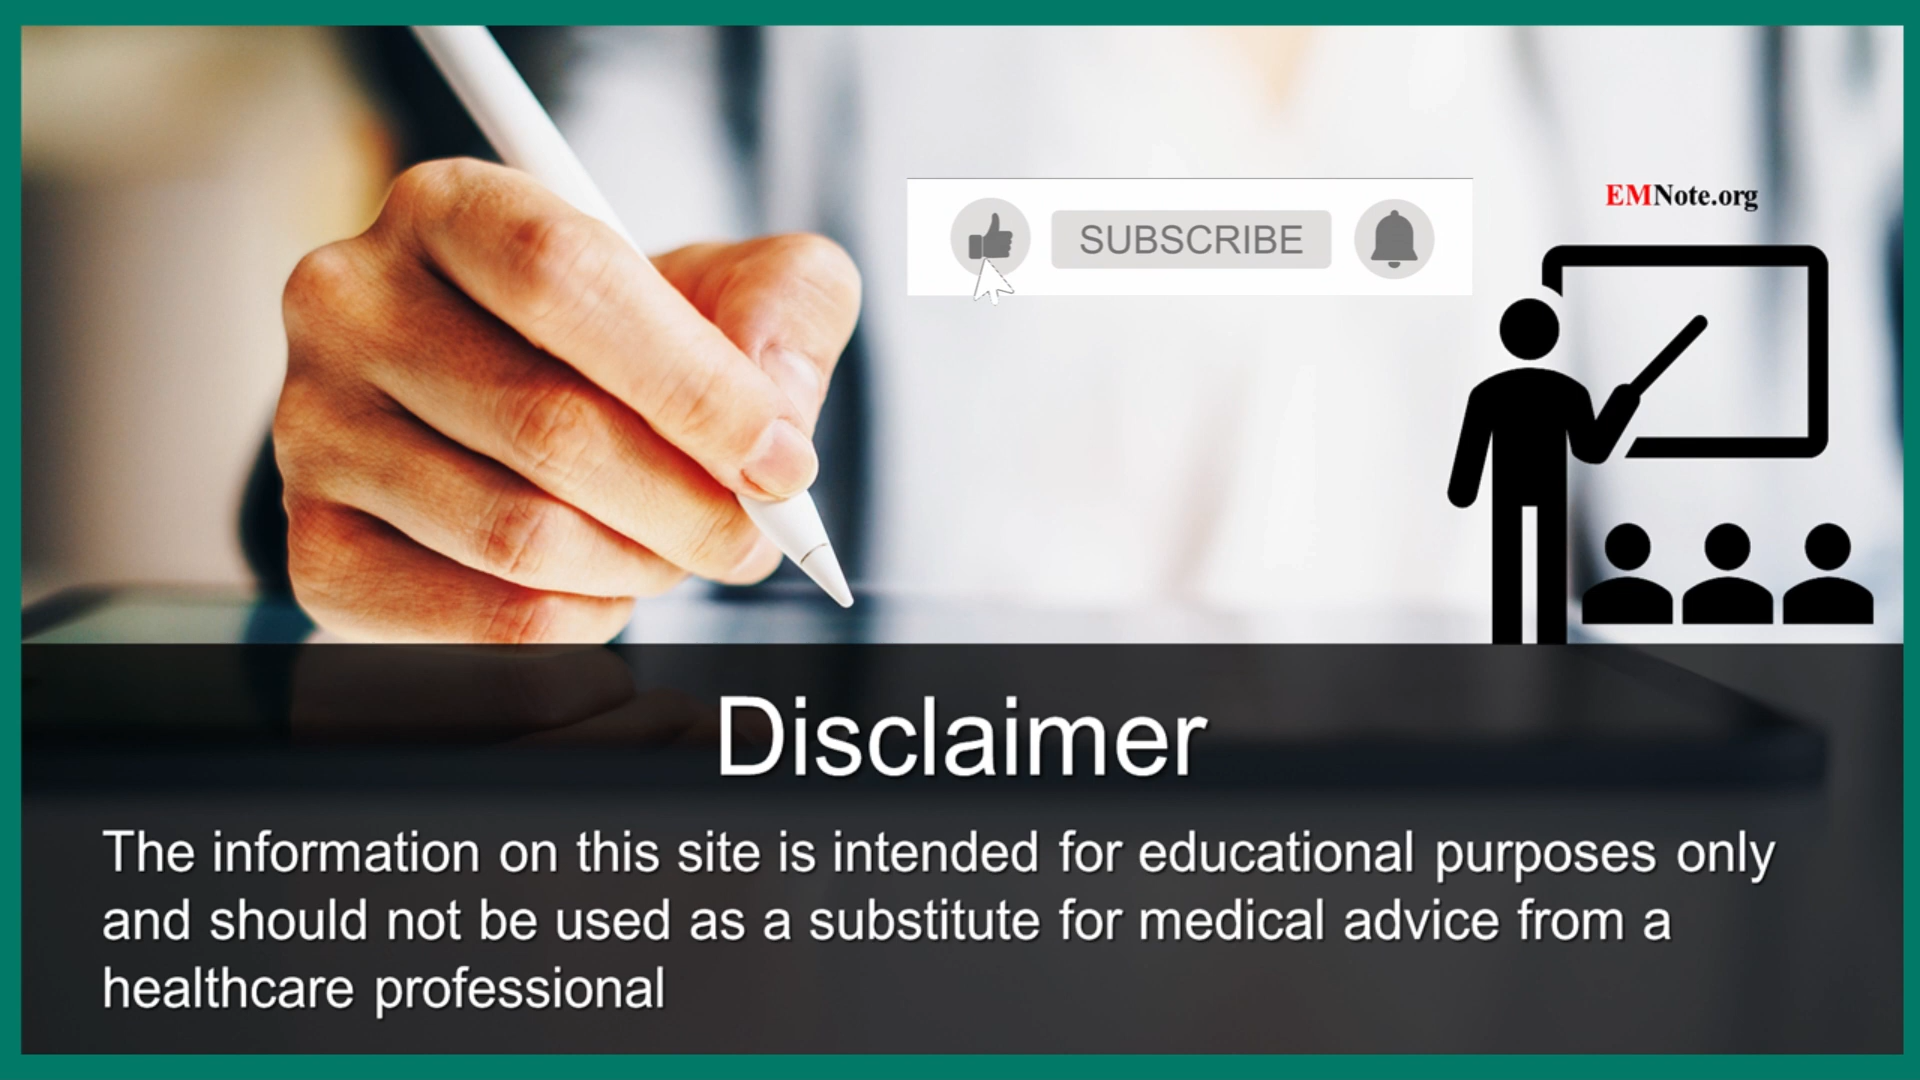 SUBSCRIBE
EMNote.org
Disclaimer
The information on this site is intended for educational purposes only
and should not be used as a substitute for medical advice from a
healthcare professional